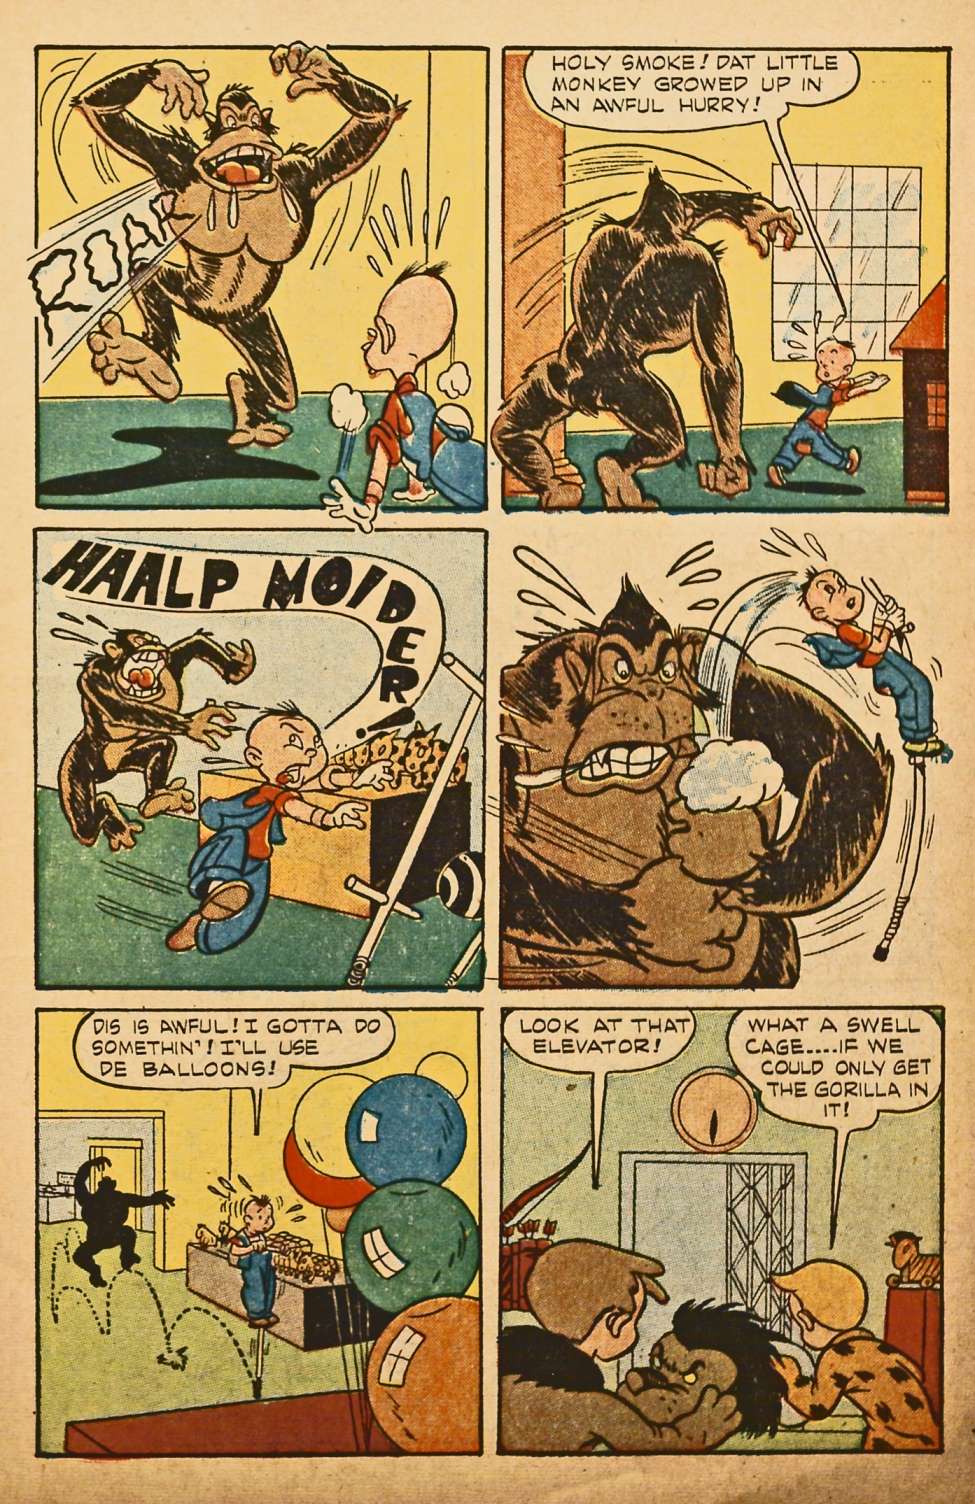 ROAR
HOLY SMOKE! DAT LITTLE
MONKEY GROWED UP IN
AN AWFUL HURRY!
HAALP MOIDER!
DIS IS AWFUL! I GOTTA DO
SOMETHIN'! I'LL USE
DE BALLOONS!
LOOK AT THAT
ELEVATOR!
WHAT A SWELL
CAGE....IF WE
COULD ONLY GET
THE GORILLA IN
IT!